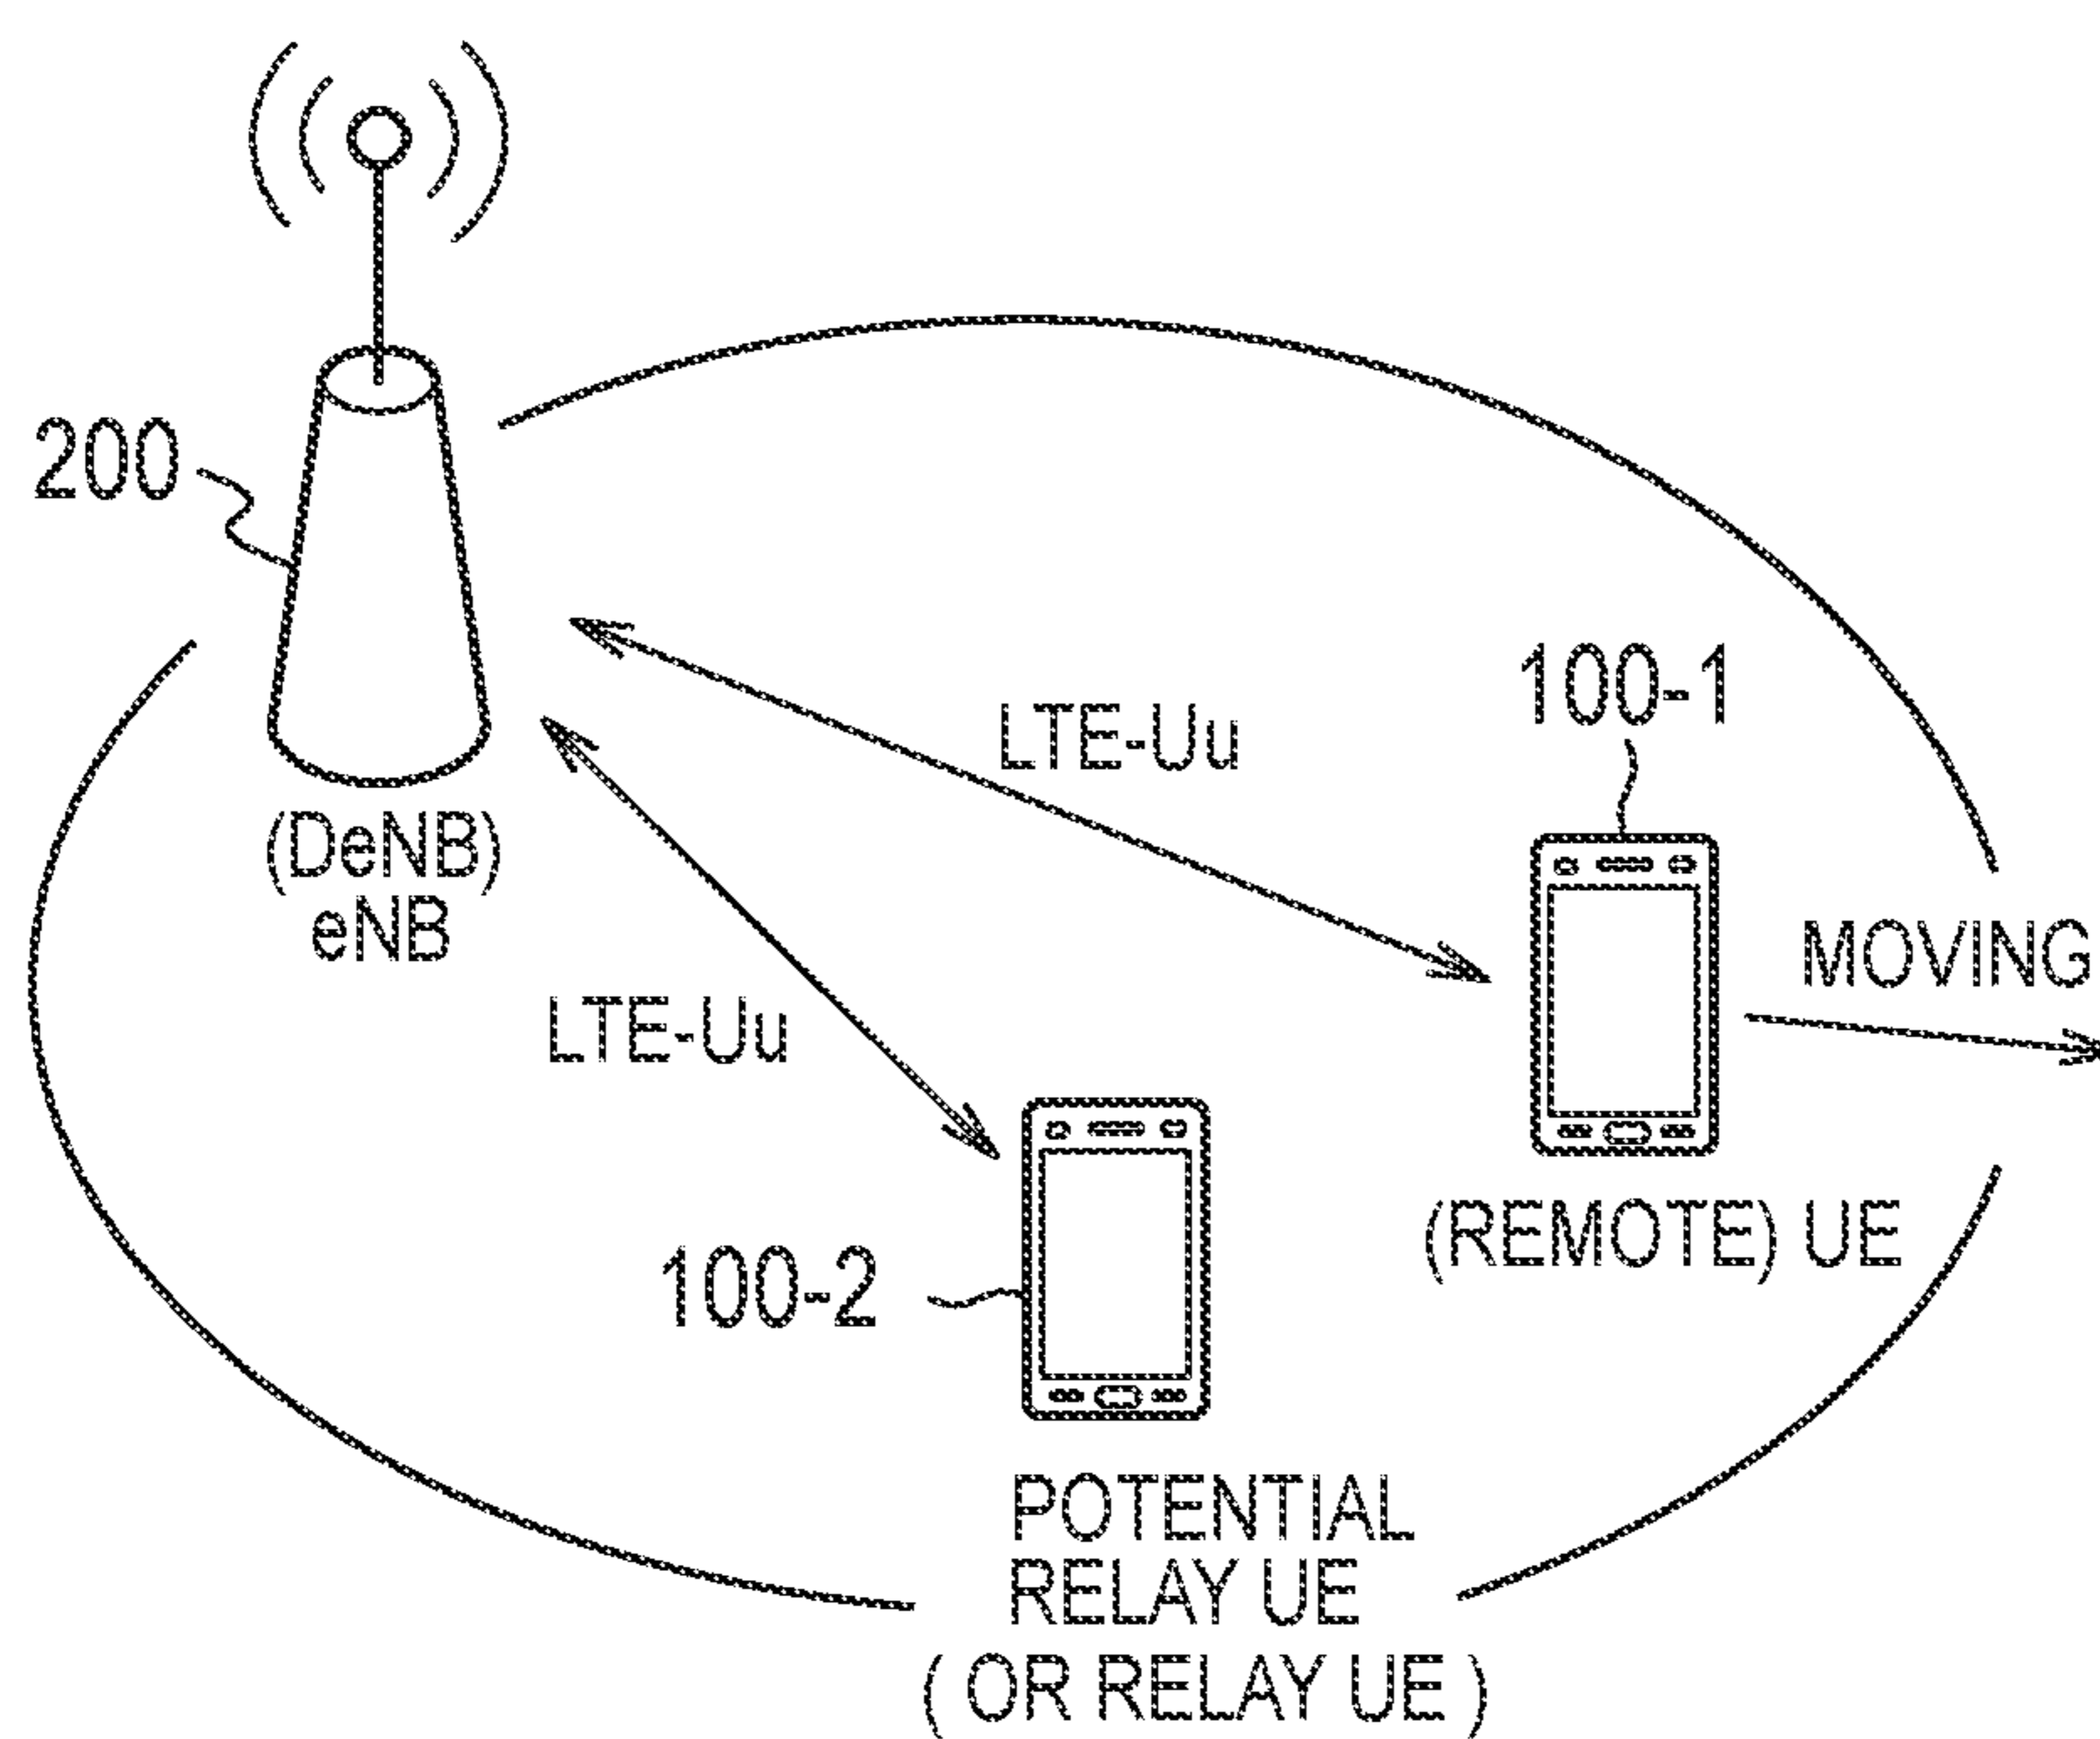 200
(DeNB)
eNB
LTE-Uu
100-1
MOVING
LTE-Uu
(REMOTE) UE
100-2
POTENTIAL
RELAY UE
( OR RELAY UE )